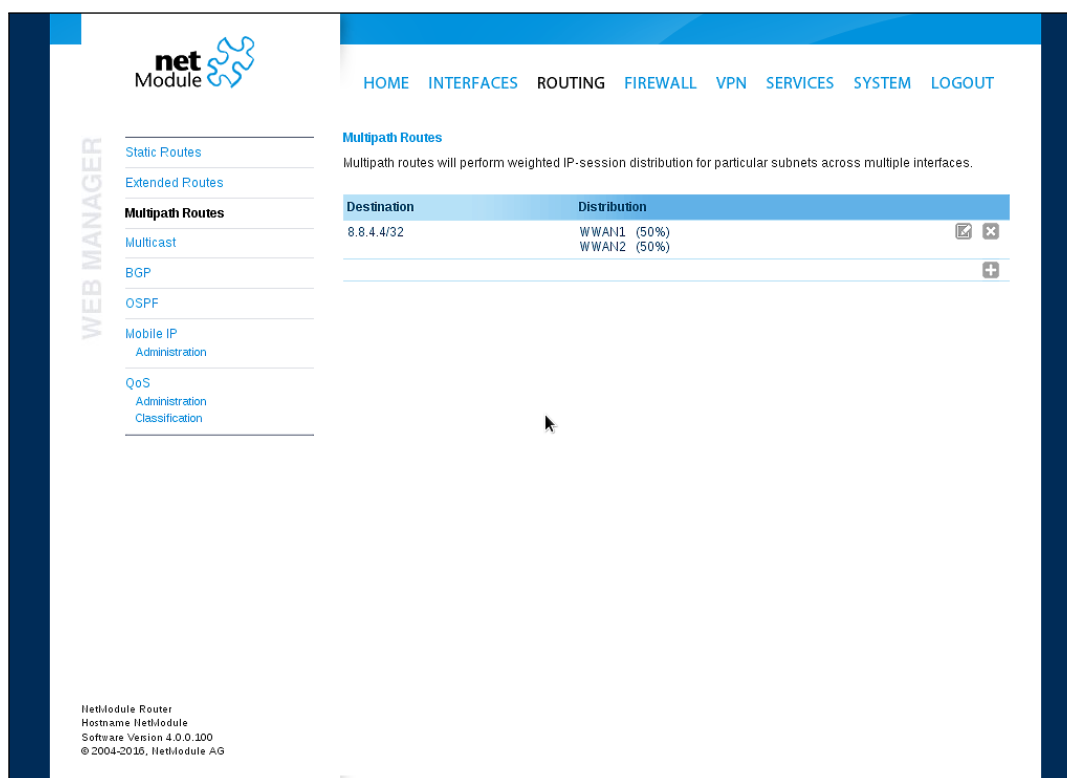 net
Module
HOME INTERFACES ROUTING FIREWALL VPN SERVICES SYSTEM LOGOUT
WEB MANAGER
Static Routes
Extended Routes
Multipath Routes
Multicast
BGP
OSPF
Mobile IP
Administration
QoS
Administration
Classification
Multipath Routes
Multipath routes will perform weighted IP-session distribution for particular subnets across multiple interfaces.
Destination Distribution
8.8.4.4/32 WWAN1 (50%)
WWAN2 (50%)
NetModule Router
Hostname NetModule
Software Version 4.0.0.100
© 2004-2016, NetModule AG